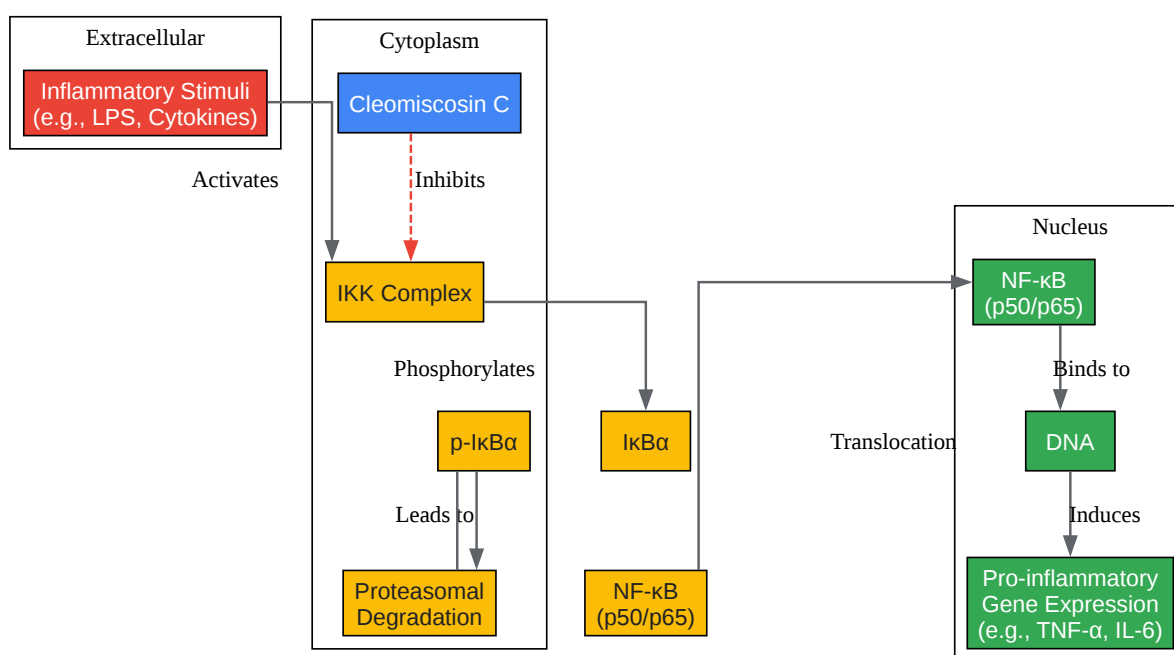 Extracellular
Inflammatory Stimuli
(e.g., LPS, Cytokines)
Cytoplasm
Cleomiscosin C
Activates
Inhibits
IKK Complex
Phosphorylates
p-IκBα
IκBα
Leads to
Proteasomal
Degradation
NF-κB
(p50/p65)
Translocation
Nucleus
NF-κB
(p50/p65)
Binds to
DNA
Induces
Pro-inflammatory
Gene Expression
(e.g., TNF-α, IL-6)